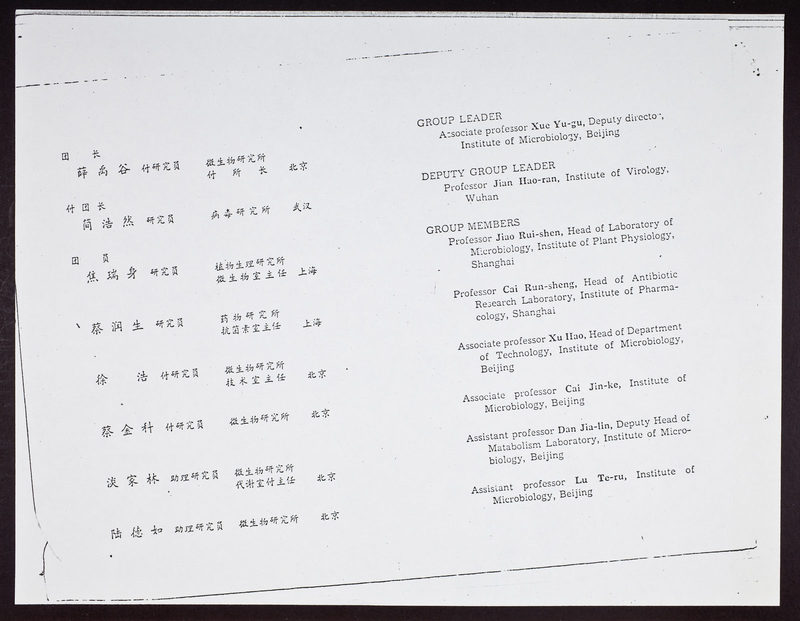 团 长
薛禹谷 付研究员 微生物研究所
付所长 北京
付团长
简浩然 研究员 病毒研究所 武汉
团 员
焦瑞身 研究员 植物生理研究所
微生物室主任 上海
蔡润生 研究员 药物研究所
抗菌素室主任 上海
徐 浩 付研究员 微生物研究所
技术室主任 北京
蔡金科 付研究员 微生物研究所 北京
淡家林 助理研究员 微生物研究所
代谢室付主任 北京
陆德如 助理研究员 微生物研究所 北京
GROUP LEADER
Associate professor Xue Yu-gu, Deputy director,
Institute of Microbiology, Beijing
DEPUTY GROUP LEADER
Professor Jian Hao-ran, Institute of Virology,
Wuhan
GROUP MEMBERS
Professor Jiao Rui-shen, Head of Laboratory of
Microbiology, Institute of Plant Physiology,
Shanghai
Professor Cai Run-sheng, Head of Antibiotic
Research Laboratory, Institute of Pharma-
cology, Shanghai
Associate professor Xu Hao, Head of Department
of Technology, Institute of Microbiology,
Beijing
Associate professor Cai Jin-ke, Institute of
Microbiology, Beijing
Assistant professor Dan Jia-lin, Deputy Head of
Matabolism Laboratory, Institute of Micro-
biology, Beijing
Assistant professor Lu Te-ru, Institute of
Microbiology, Beijing